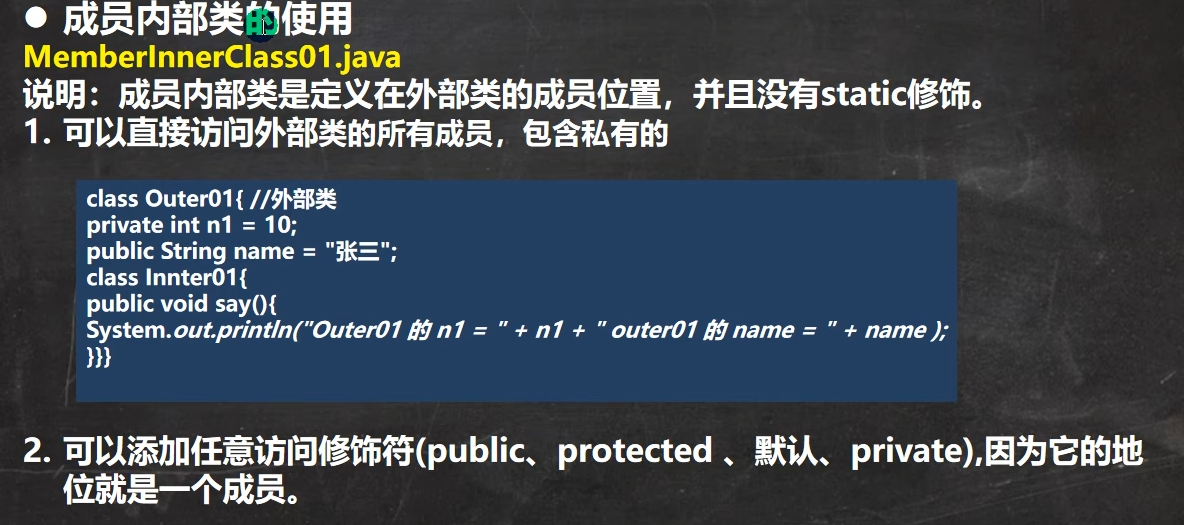 ● 成员内部类的使用
MemberInnerClass01.java
说明：成员内部类是定义在外部类的成员位置，并且没有static修饰。
1. 可以直接访问外部类的所有成员，包含私有的
class Outer01{ //外部类
private int n1 = 10;
public String name = "张三";
class Innter01{
public void say(){
System.out.println("Outer01 的 n1 = " + n1 + " outer01 的 name = " + name );
}}}
2. 可以添加任意访问修饰符(public、protected 、默认、private),因为它的地
位就是一个成员。